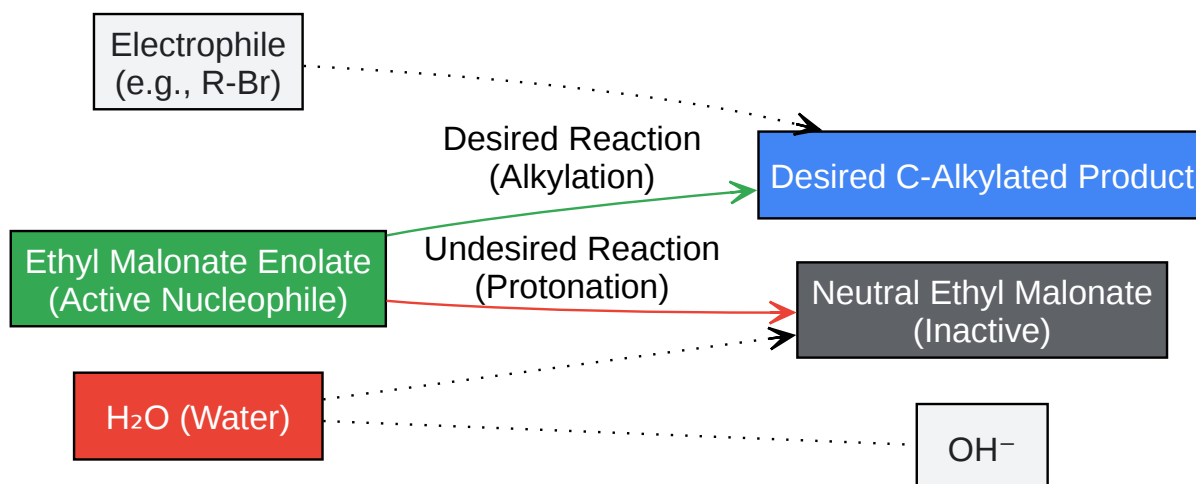 Electrophile
(e.g., R-Br)
Desired Reaction
(Alkylation)
Desired C-Alkylated Product
Ethyl Malonate Enolate
(Active Nucleophile)
Undesired Reaction
(Protonation)
Neutral Ethyl Malonate
(Inactive)
H₂O (Water)
OH⁻